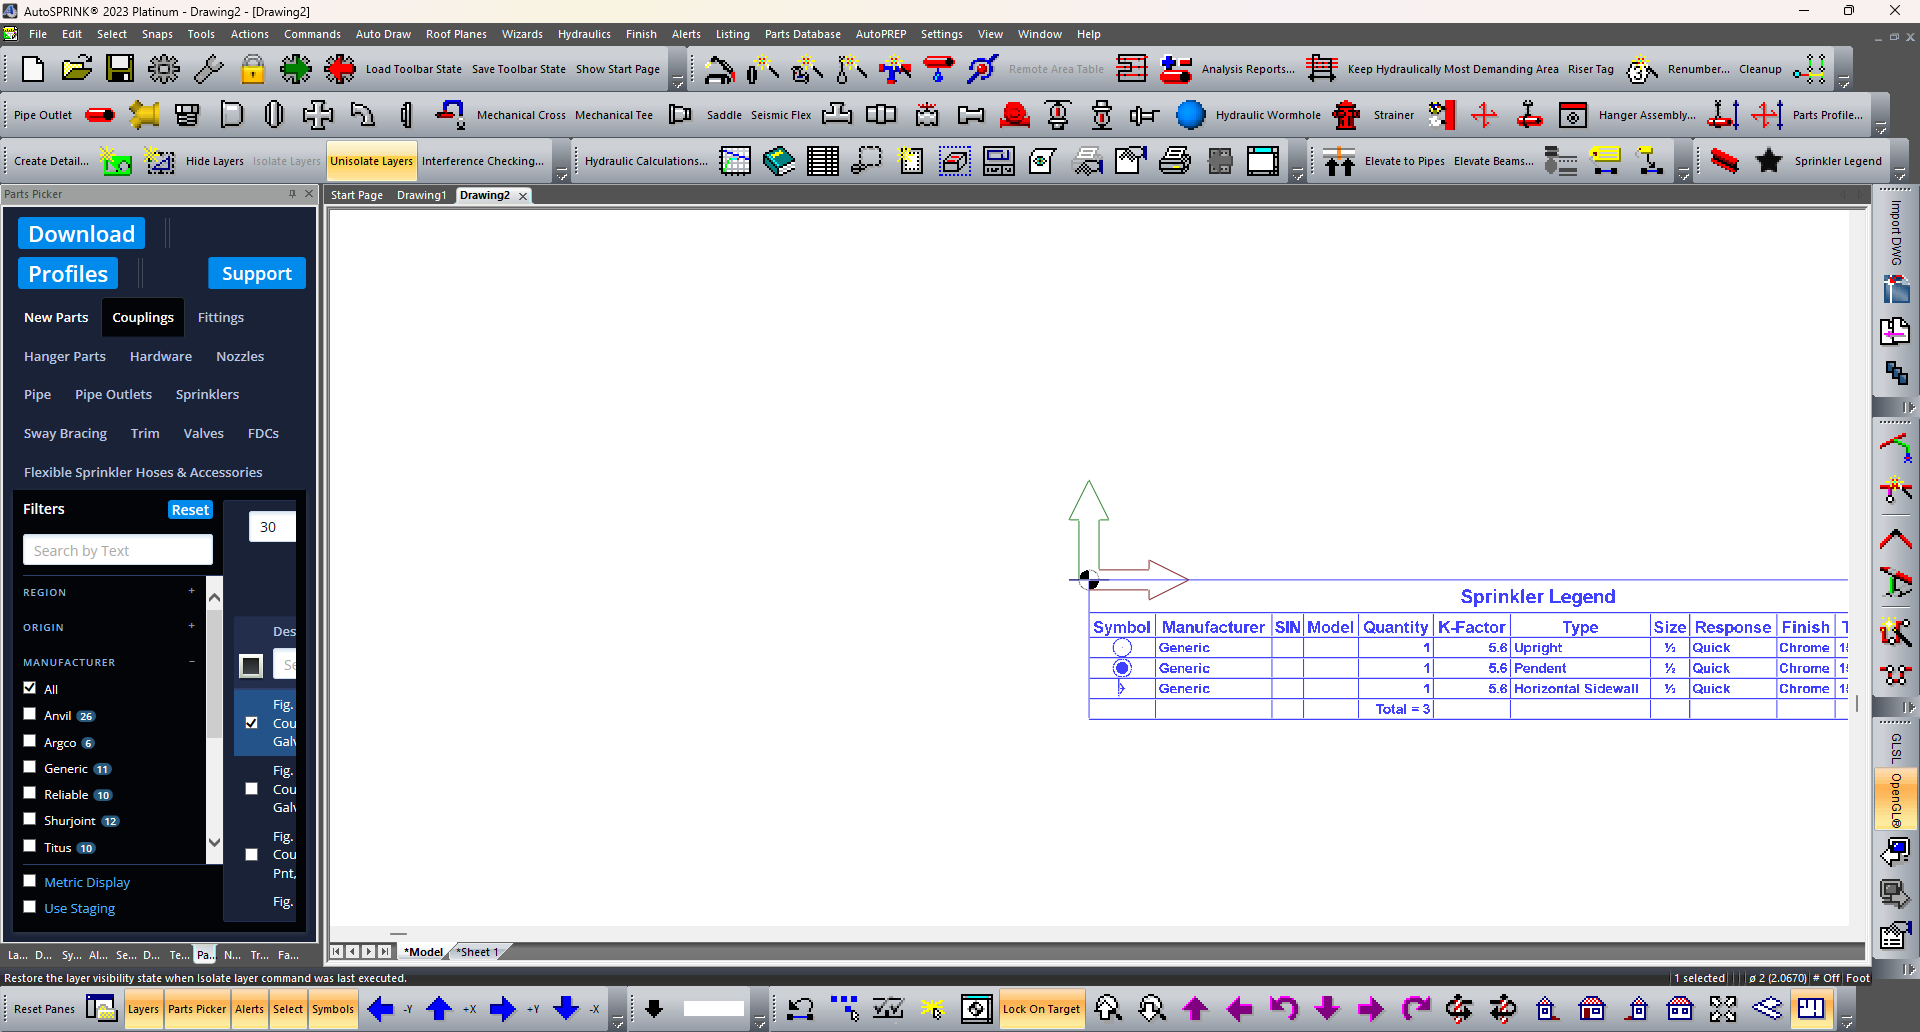 AutoSPRINK® 2023 Platinum - Drawing2 - [Drawing2]
File Edit Select Snaps Tools Actions Commands Auto Draw Roof Planes Wizards Hydraulics Finish Alerts Listing Parts Database AutoPREP Settings View Window Help
Load Toolbar State Save Toolbar State Show Start Page Remote Area Table Analysis Reports... Keep Hydraulically Most Demanding Area Riser Tag Renumber... Cleanup
Pipe Outlet Mechanical Cross Mechanical Tee Saddle Seismic Flex Hydraulic Wormhole Strainer Hanger Assembly... Parts Profile...
Create Detail... Hide Layers Isolate Layers Unisolate Layers Interference Checking... Hydraulic Calculations... Elevate to Pipes Elevate Beams... Sprinkler Legend
Parts Picker
Start Page Drawing1 Drawing2
Download
Profiles Support
New Parts Couplings Fittings
Hanger Parts Hardware Nozzles
Pipe Pipe Outlets Sprinklers
Sway Bracing Trim Valves FDCs
Flexible Sprinkler Hoses & Accessories
Filters Reset
30
Search by Text
REGION +
ORIGIN +
MANUFACTURER −
All
Anvil 26
Argco 6
Generic 11
Reliable 10
Shurjoint 12
Titus 10
Metric Display
Use Staging
Des
Se
Fig.
Cou
Galv
Fig.
Cou
Galv
Fig.
Cou
Pnt,
Fig.
Sprinkler Legend
Symbol Manufacturer SIN Model Quantity K-Factor Type Size Response Finish
Generic 1 5.6 Upright ½ Quick Chrome
Generic 1 5.6 Pendent ½ Quick Chrome
Generic 1 5.6 Horizontal Sidewall ½ Quick Chrome
Total = 3
Import DWG
GLSL
OpenGL®
La... D... Sy... Al... Se... D... Te... Pa... N... Tr... Fa...
*Model *Sheet 1
Restore the layer visibility state when Isolate layer command was last executed.
1 selected ø 2 (2.0670) # Off Foot
Reset Panes Layers Parts Picker Alerts Select Symbols -Y +X +Y -X Lock On Target